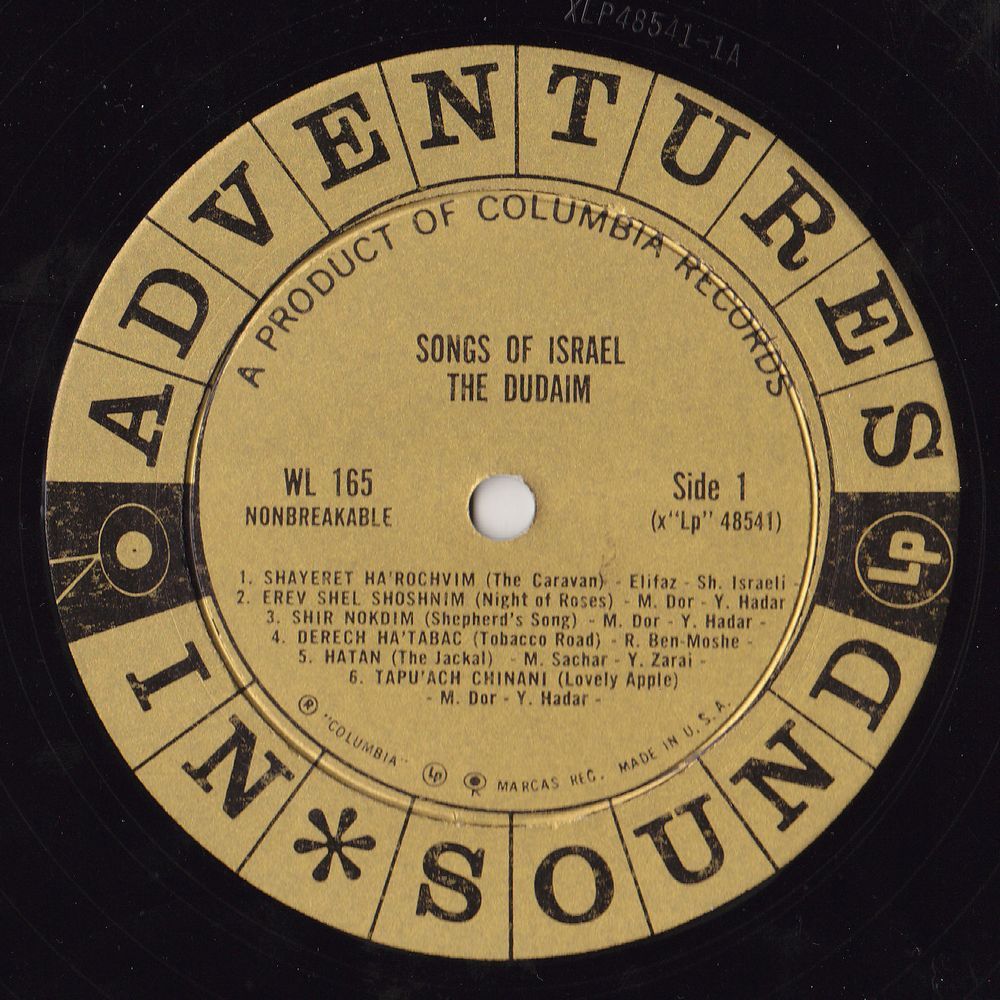 XLP48541-1A
ADVENTURES
A PRODUCT OF COLUMBIA RECORDS
SONGS OF ISRAEL
THE DUDAIM
WL 165
NONBREAKABLE
Side 1
(x"Lp" 48541)
Lp
1. SHAYERET HA'ROCHVIM (The Caravan) - Elifaz - Sh. Israeli -
2. EREV SHEL SHOSHNIM (Night of Roses) - M. Dor - Y. Hadar
3. SHIR NOKDIM (Shepherd's Song) - M. Dor - Y. Hadar -
4. DERECH HA'TABAC (Tobacco Road) - R. Ben-Moshe -
5. HATAN (The Jackal) - M. Sachar - Y. Zarai -
6. TAPU'ACH CHINANI (Lovely Apple)
- M. Dor - Y. Hadar -
® "COLUMBIA" Lp MARCAS REG. MADE IN U.S.A.
IN * SOUND